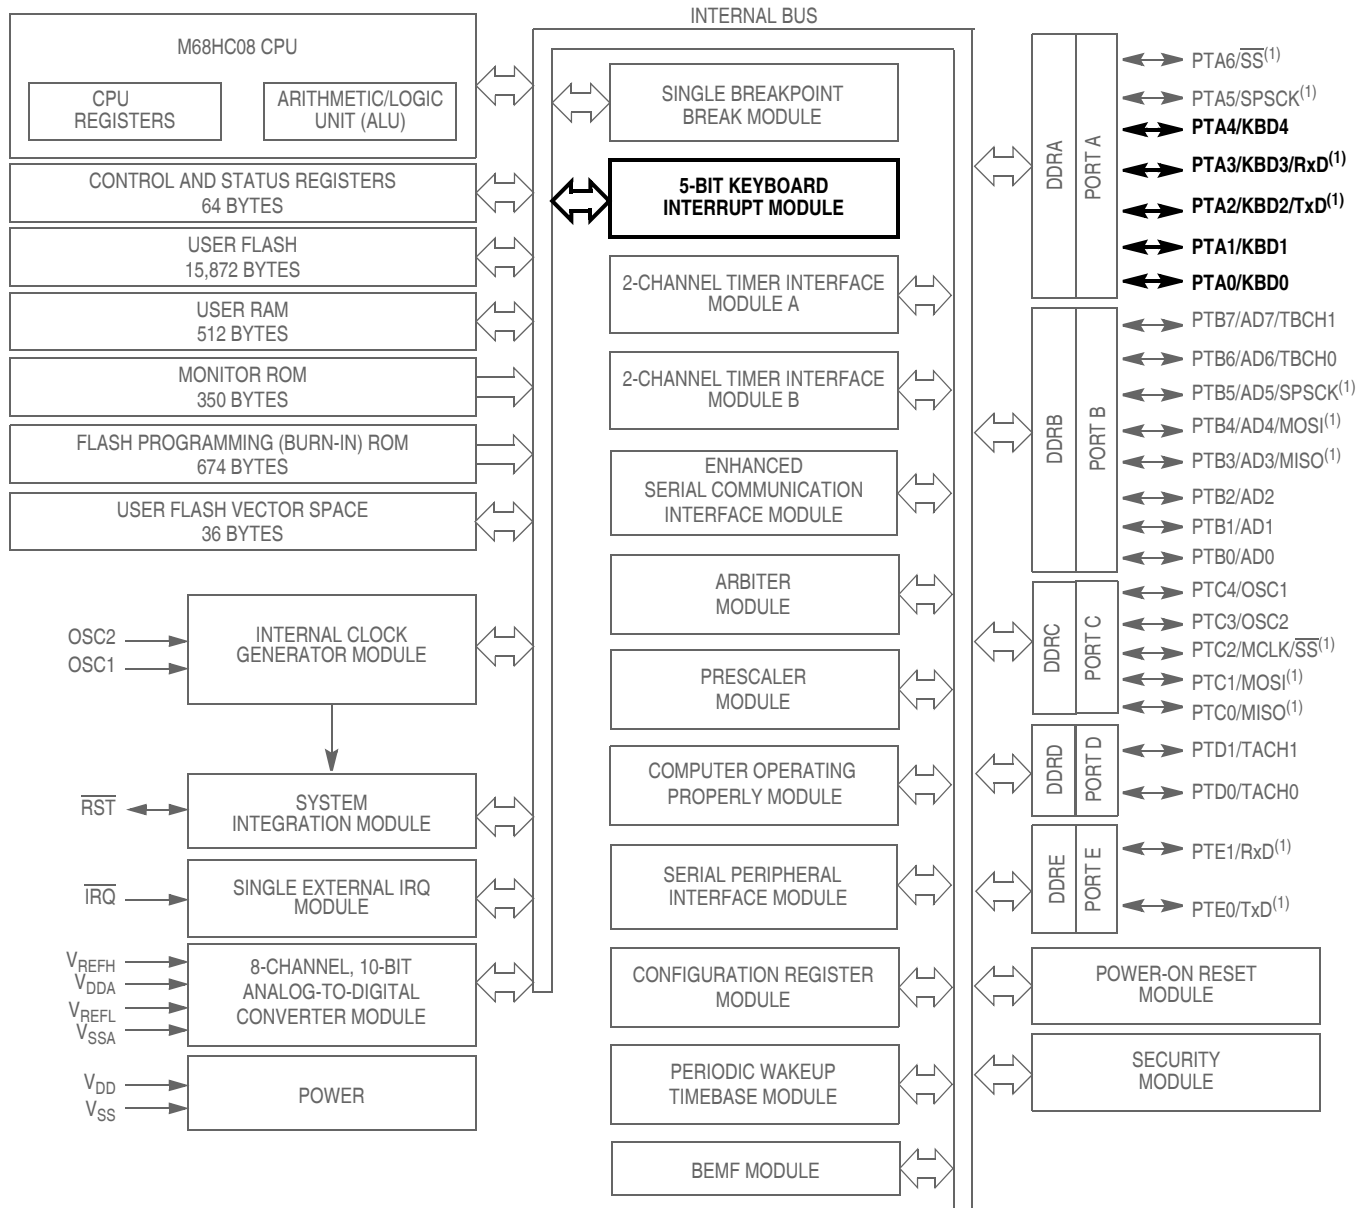 INTERNAL BUS
M68HC08 CPU
CPU
REGISTERS
ARITHMETIC/LOGIC
UNIT (ALU)
CONTROL AND STATUS REGISTERS
64 BYTES
USER FLASH
15,872 BYTES
USER RAM
512 BYTES
MONITOR ROM
350 BYTES
FLASH PROGRAMMING (BURN-IN) ROM
674 BYTES
USER FLASH VECTOR SPACE
36 BYTES
OSC2
OSC1
INTERNAL CLOCK
GENERATOR MODULE
R̅S̅T̅
SYSTEM
INTEGRATION MODULE
I̅R̅Q̅
SINGLE EXTERNAL IRQ
MODULE
VREFH
VDDA
VREFL
VSSA
8-CHANNEL, 10-BIT
ANALOG-TO-DIGITAL
CONVERTER MODULE
VDD
VSS
POWER
SINGLE BREAKPOINT
BREAK MODULE
5-BIT KEYBOARD
INTERRUPT MODULE
2-CHANNEL TIMER INTERFACE
MODULE A
2-CHANNEL TIMER INTERFACE
MODULE B
ENHANCED
SERIAL COMMUNICATION
INTERFACE MODULE
ARBITER
MODULE
PRESCALER
MODULE
COMPUTER OPERATING
PROPERLY MODULE
SERIAL PERIPHERAL
INTERFACE MODULE
CONFIGURATION REGISTER
MODULE
PERIODIC WAKEUP
TIMEBASE MODULE
BEMF MODULE
DDRA
PORT A
PTA6/S̅S̅(1)
PTA5/SPSCK(1)
PTA4/KBD4
PTA3/KBD3/RxD(1)
PTA2/KBD2/TxD(1)
PTA1/KBD1
PTA0/KBD0
DDRB
PORT B
PTB7/AD7/TBCH1
PTB6/AD6/TBCH0
PTB5/AD5/SPSCK(1)
PTB4/AD4/MOSI(1)
PTB3/AD3/MISO(1)
PTB2/AD2
PTB1/AD1
PTB0/AD0
DDRC
PORT C
PTC4/OSC1
PTC3/OSC2
PTC2/MCLK/S̅S̅(1)
PTC1/MOSI(1)
PTC0/MISO(1)
DDRD
PORT D
PTD1/TACH1
PTD0/TACH0
DDRE
PORT E
PTE1/RxD(1)
PTE0/TxD(1)
POWER-ON RESET
MODULE
SECURITY
MODULE